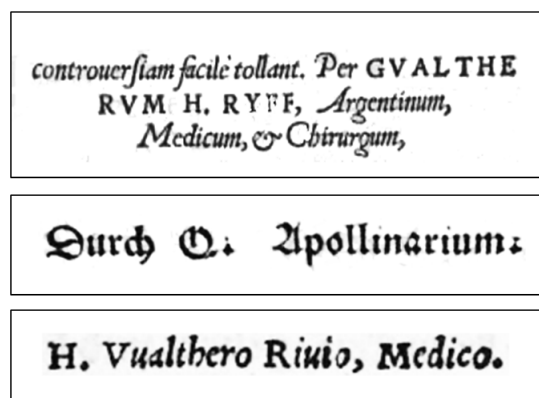 controuersiam facilè tollant. Per GVALTHE
RVM H. RYFF, Argentinum,
Medicum, & Chirurgum,
Durch Q. Apollinarium.
H. Vualthero Riuio, Medico.